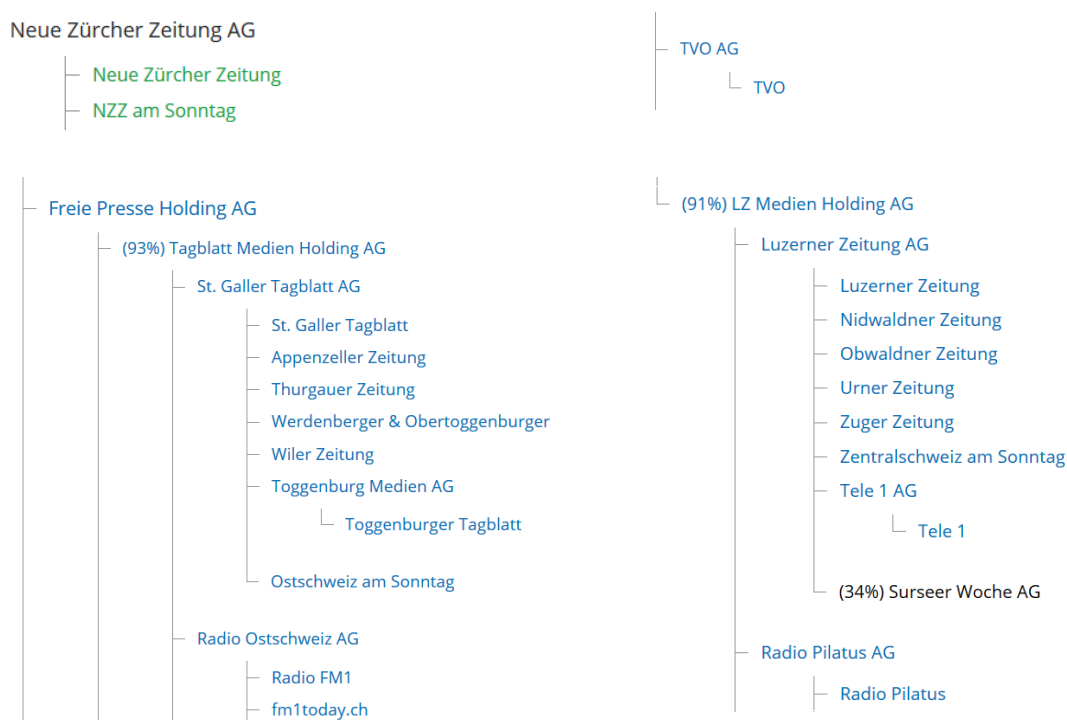 Neue Zürcher Zeitung AG
Neue Zürcher Zeitung
NZZ am Sonntag
Freie Presse Holding AG
(93%) Tagblatt Medien Holding AG
St. Galler Tagblatt AG
St. Galler Tagblatt
Appenzeller Zeitung
Thurgauer Zeitung
Werdenberger & Obertoggenburger
Wiler Zeitung
Toggenburg Medien AG
Toggenburger Tagblatt
Ostschweiz am Sonntag
Radio Ostschweiz AG
Radio FM1
fm1today.ch
TVO AG
TVO
(91%) LZ Medien Holding AG
Luzerner Zeitung AG
Luzerner Zeitung
Nidwaldner Zeitung
Obwaldner Zeitung
Urner Zeitung
Zuger Zeitung
Zentralschweiz am Sonntag
Tele 1 AG
Tele 1
(34%) Surseer Woche AG
Radio Pilatus AG
Radio Pilatus